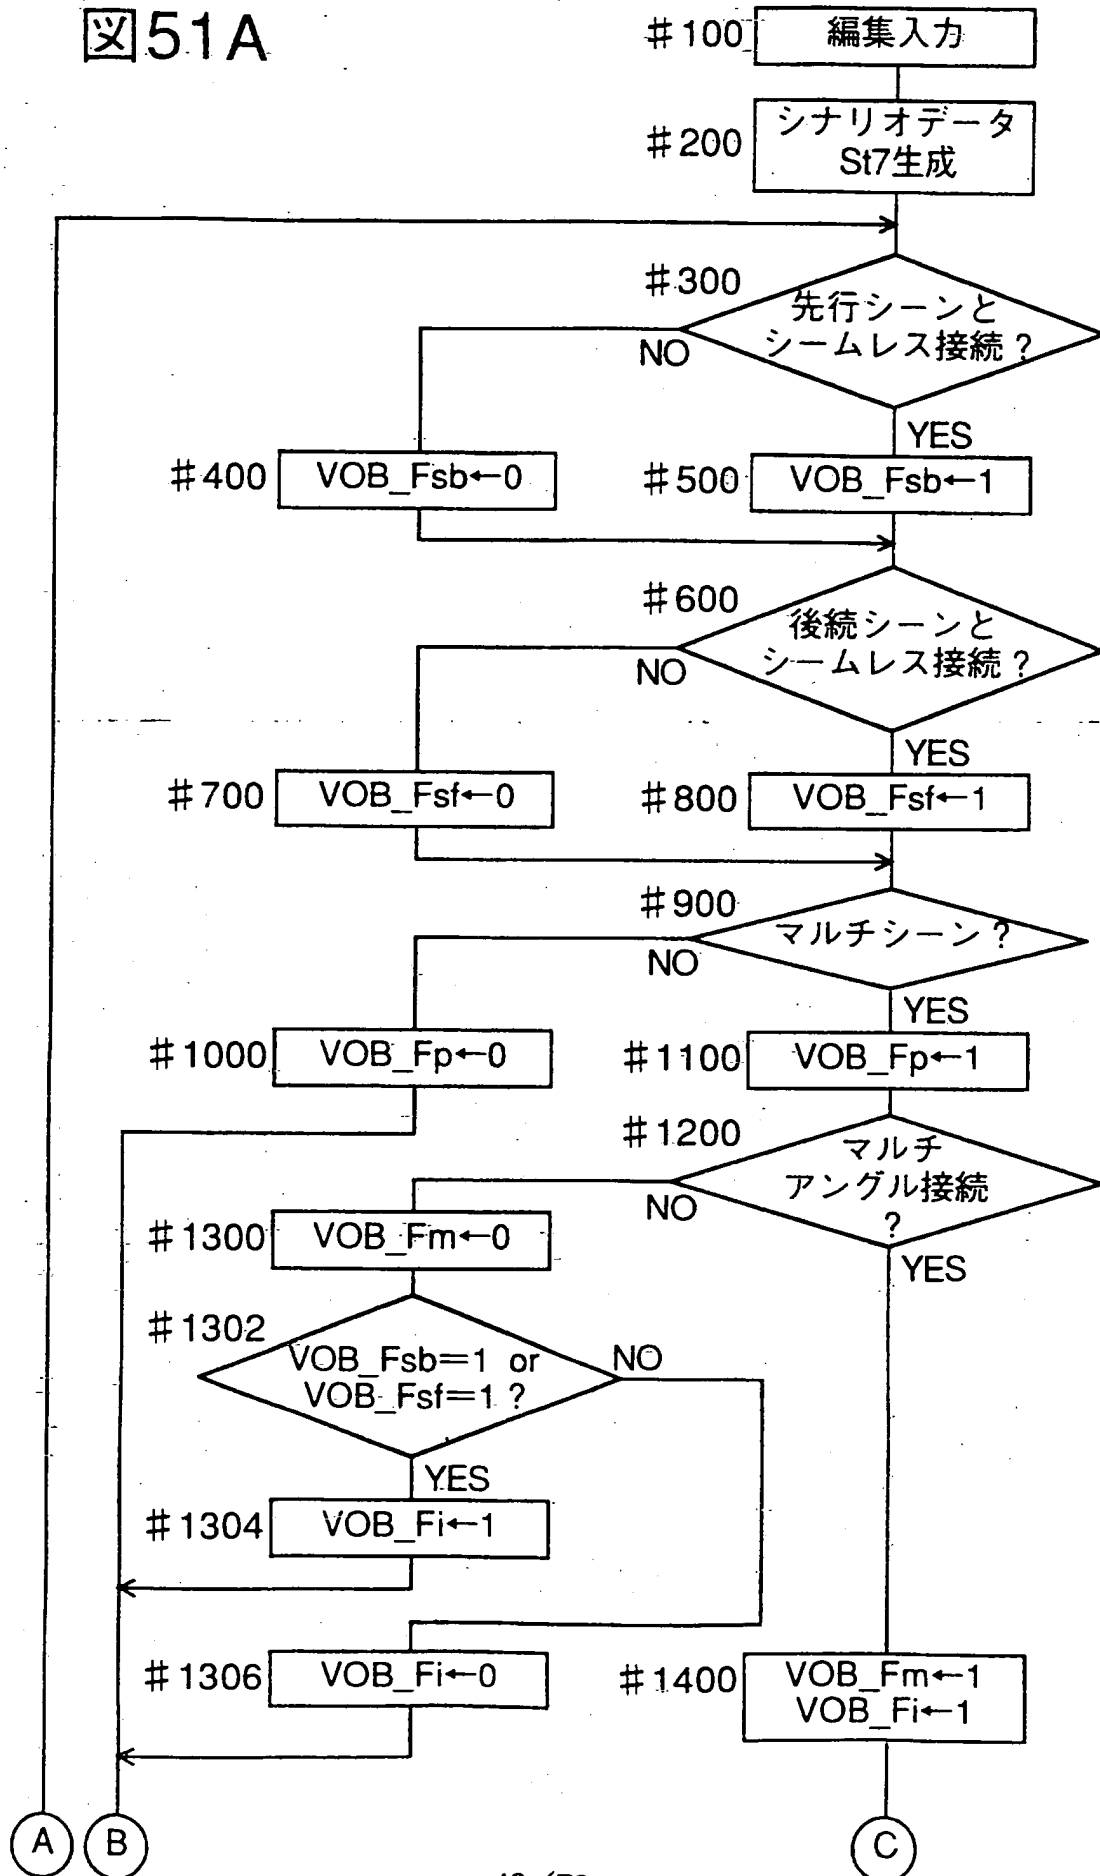 図51A
#100 編集入力
#200 シナリオデータ
St7生成
#300 先行シーンと
シームレス接続?
NO
YES
#400 VOB_Fsb←0
#500 VOB_Fsb←1
#600 後続シーンと
シームレス接続?
NO
YES
#700 VOB_Fsf←0
#800 VOB_Fsf←1
#900 マルチシーン?
NO
YES
#1000 VOB_Fp←0
#1100 VOB_Fp←1
#1200 マルチ
アングル接続
?
NO
YES
#1300 VOB_Fm←0
#1302 VOB_Fsb=1 or
VOB_Fsf=1?
NO
YES
#1304 VOB_Fi←1
#1306 VOB_Fi←0
#1400 VOB_Fm←1
VOB_Fi←1
A
B
C